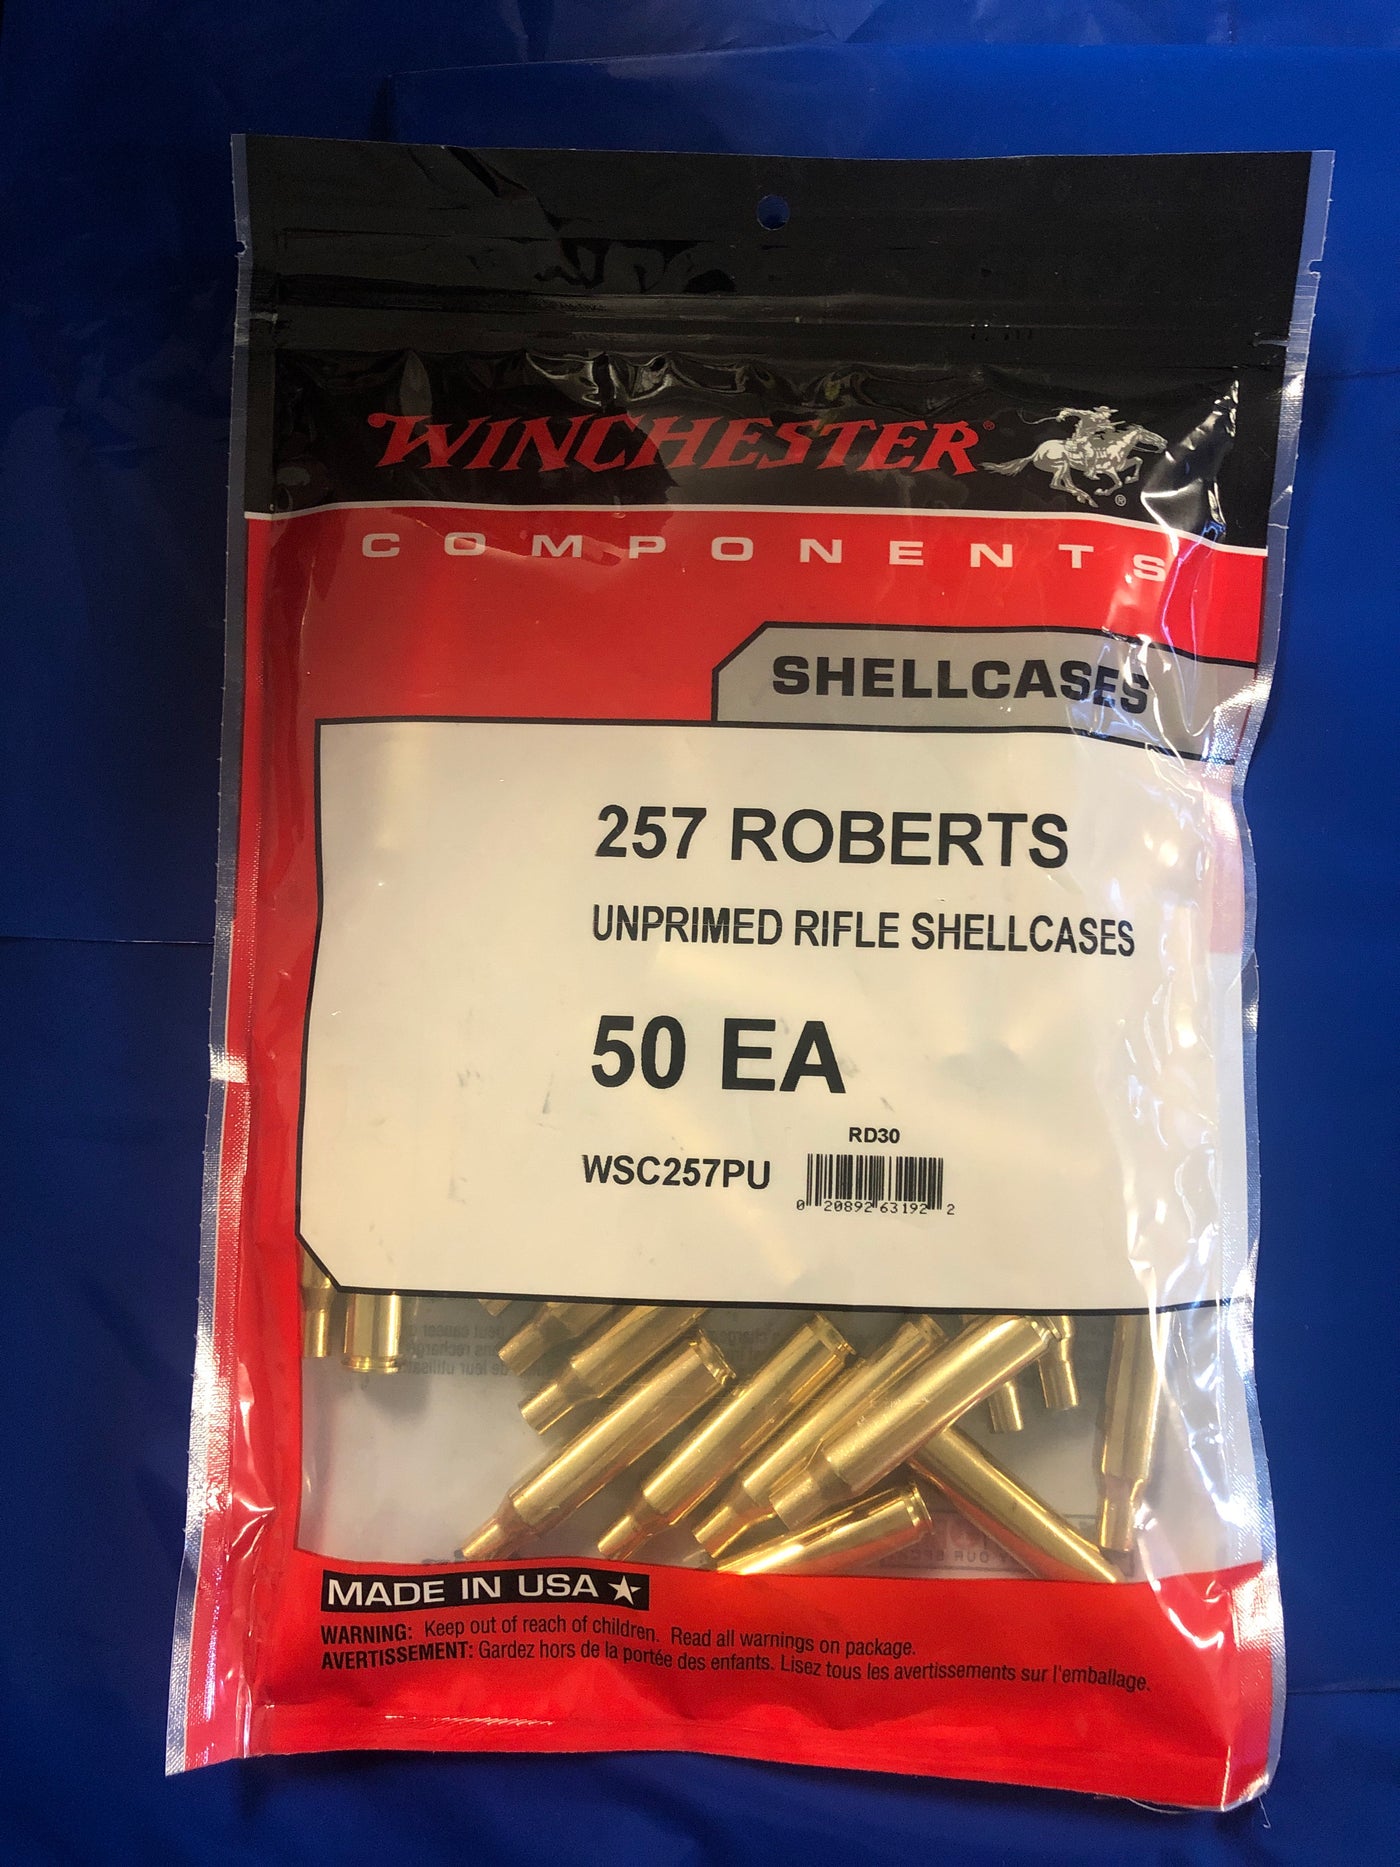 WINCHESTER®
COMPONENTS
SHELLCASES
257 ROBERTS
UNPRIMED RIFLE SHELLCASES
50 EA
RD30
WSC257PU
0 20892 63192 2
MADE IN USA
WARNING: Keep out of reach of children. Read all warnings on package.
AVERTISSEMENT: Gardez hors de la portée des enfants. Lisez tous les avertissements sur l'emballage.